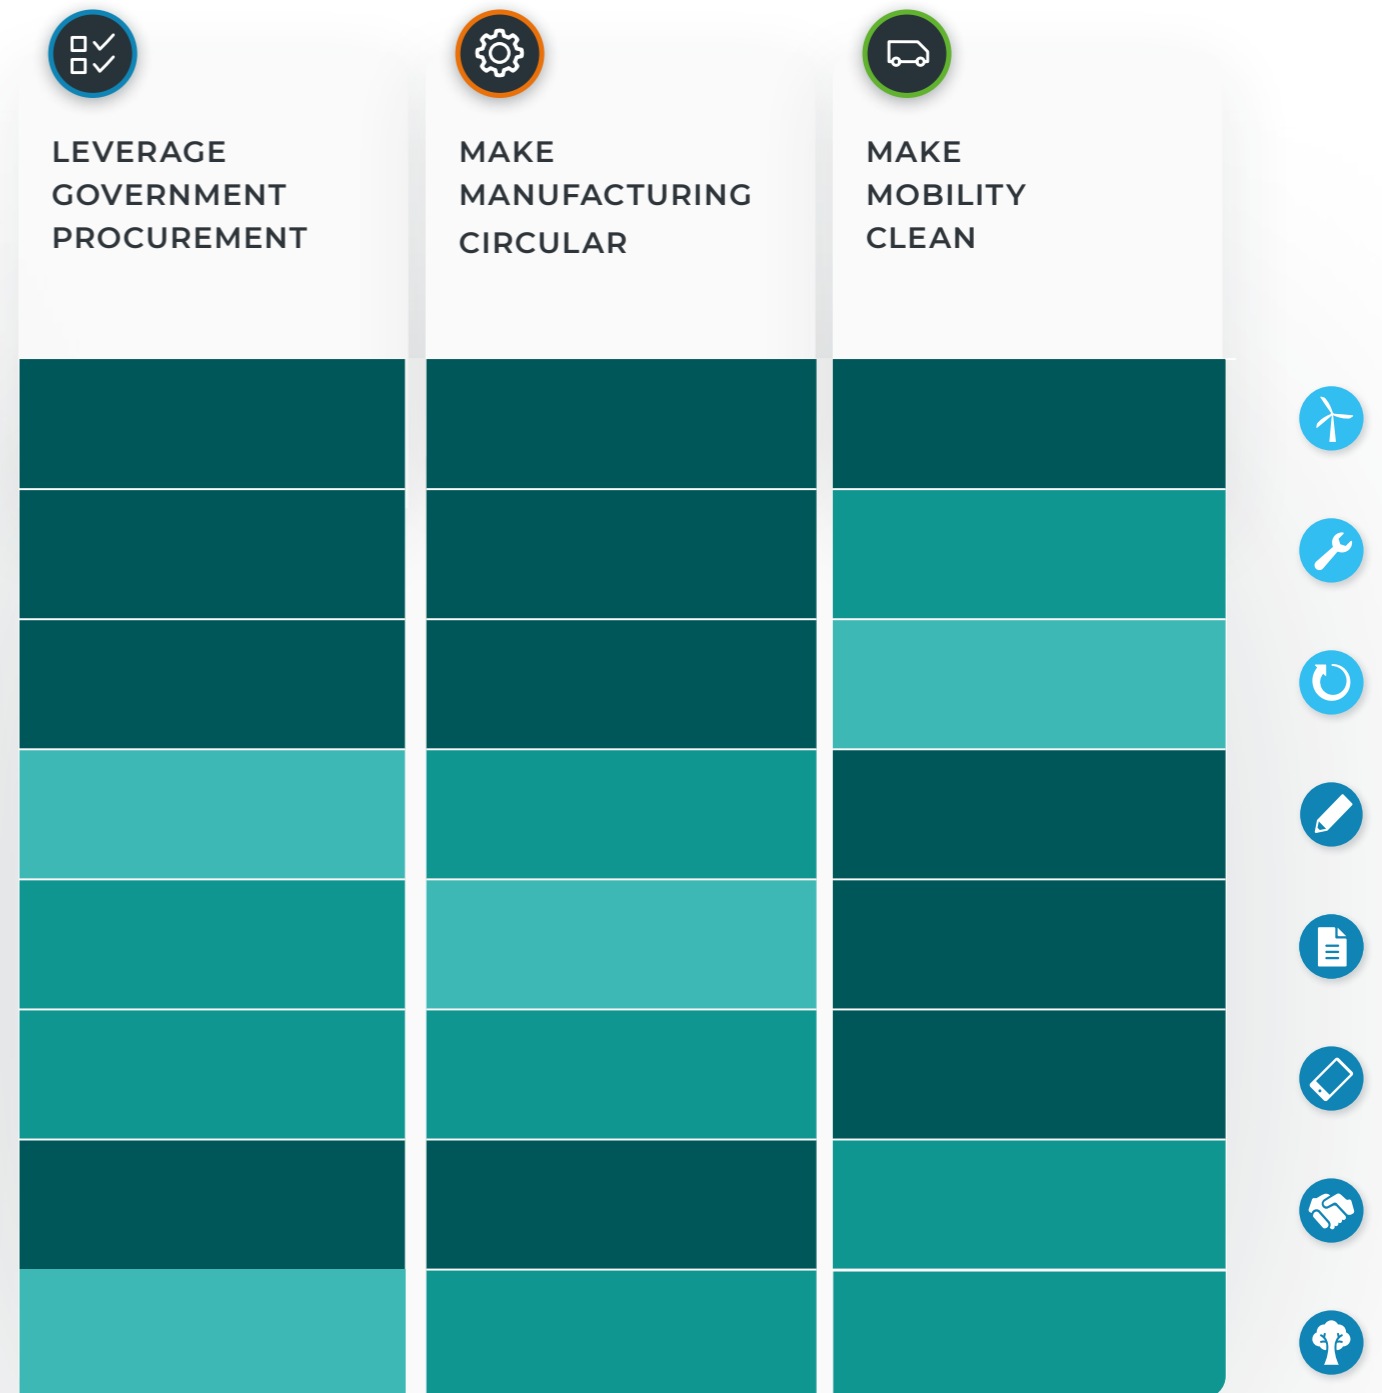 LEVERAGE
GOVERNMENT
PROCUREMENT
MAKE
MANUFACTURING
CIRCULAR
MAKE
MOBILITY
CLEAN